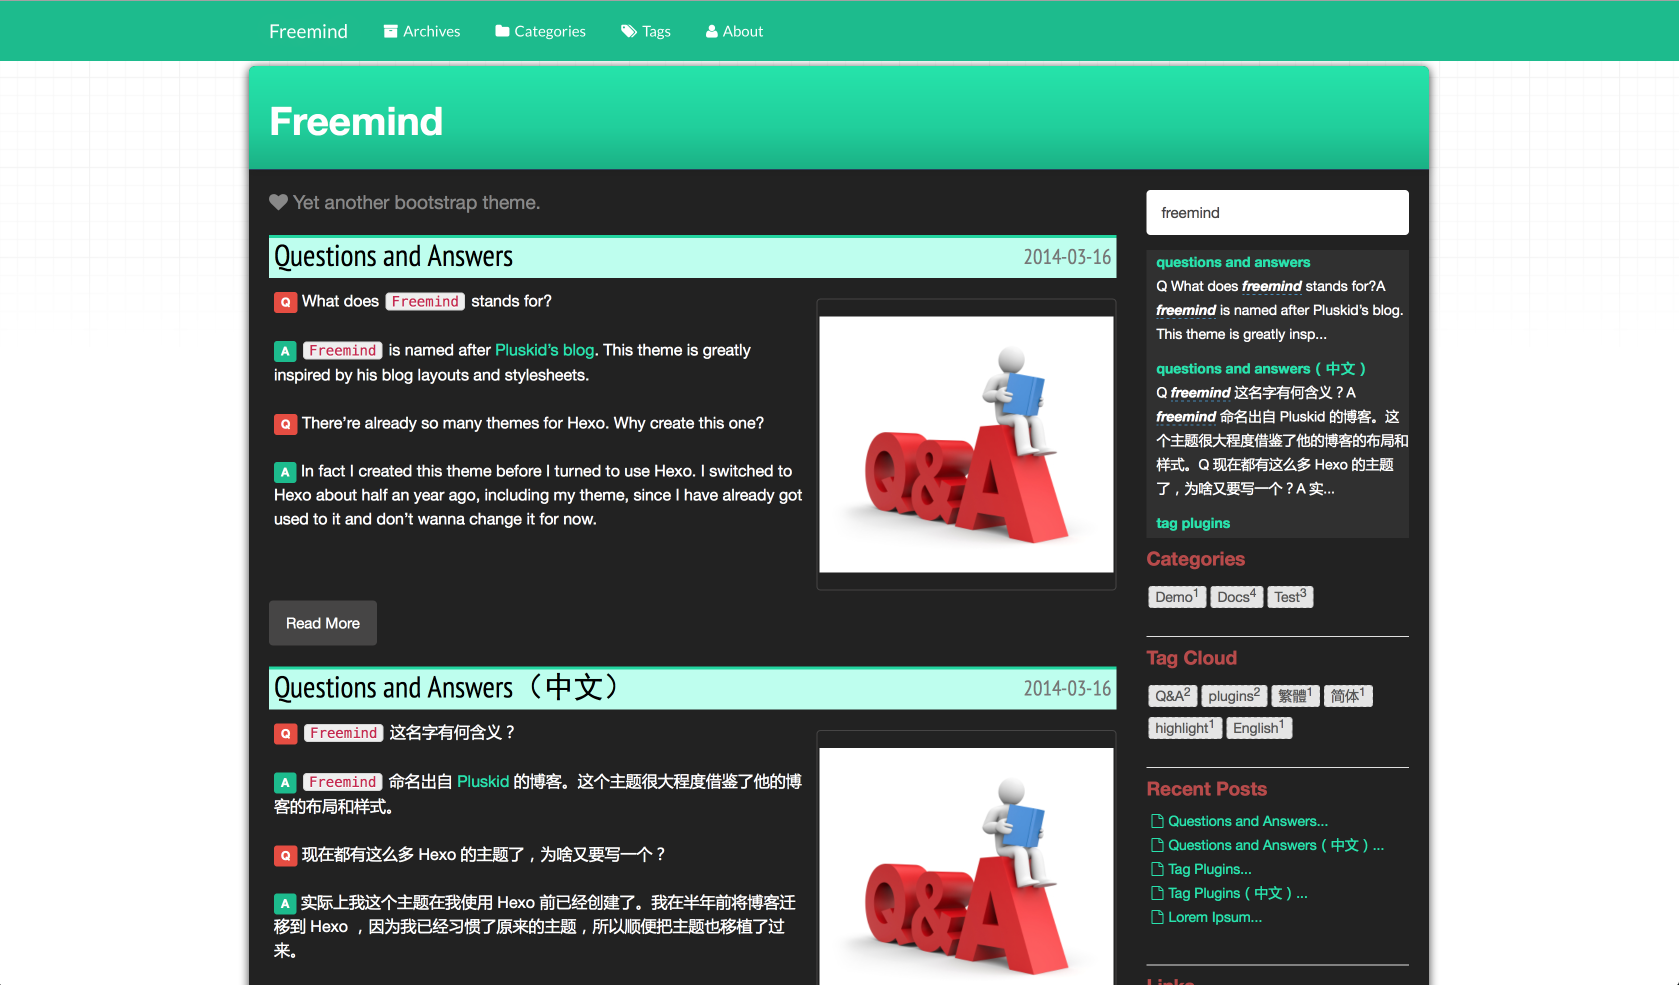 Freemind
Archives
Categories
Tags
About
Freemind
Yet another bootstrap theme.
Questions and Answers
2014-03-16
Q What does Freemind stands for?
A Freemind is named after Pluskid’s blog. This theme is greatly
inspired by his blog layouts and stylesheets.
Q There’re already so many themes for Hexo. Why create this one?
A In fact I created this theme before I turned to use Hexo. I switched to
Hexo about half an year ago, including my theme, since I have already got
used to it and don’t wanna change it for now.
Q&A
Read More
Questions and Answers（中文）
2014-03-16
Q Freemind 这名字有何含义？
A Freemind 命名出自 Pluskid 的博客。这个主题很大程度借鉴了他的博
客的布局和样式。
Q 现在都有这么多 Hexo 的主题了，为啥又要写一个？
A 实际上我这个主题在我使用 Hexo 前已经创建了。我在半年前将博客迁
移到 Hexo ，因为我已经习惯了原来的主题，所以顺便把主题也移植了过
来。
Q&A
freemind
questions and answers
Q What does freemind stands for?A
freemind is named after Pluskid’s blog.
This theme is greatly insp...
questions and answers（中文）
Q freemind 这名字有何含义？A
freemind 命名出自 Pluskid 的博客。这
个主题很大程度借鉴了他的博客的布局和
样式。Q 现在都有这么多 Hexo 的主题
了，为啥又要写一个？A 实...
tag plugins
Categories
Demo1 Docs4 Test3
Tag Cloud
Q&A2 plugins2 繁體1 简体1
highlight1 English1
Recent Posts
Questions and Answers...
Questions and Answers（中文）...
Tag Plugins...
Tag Plugins（中文）...
Lorem Ipsum...
Links